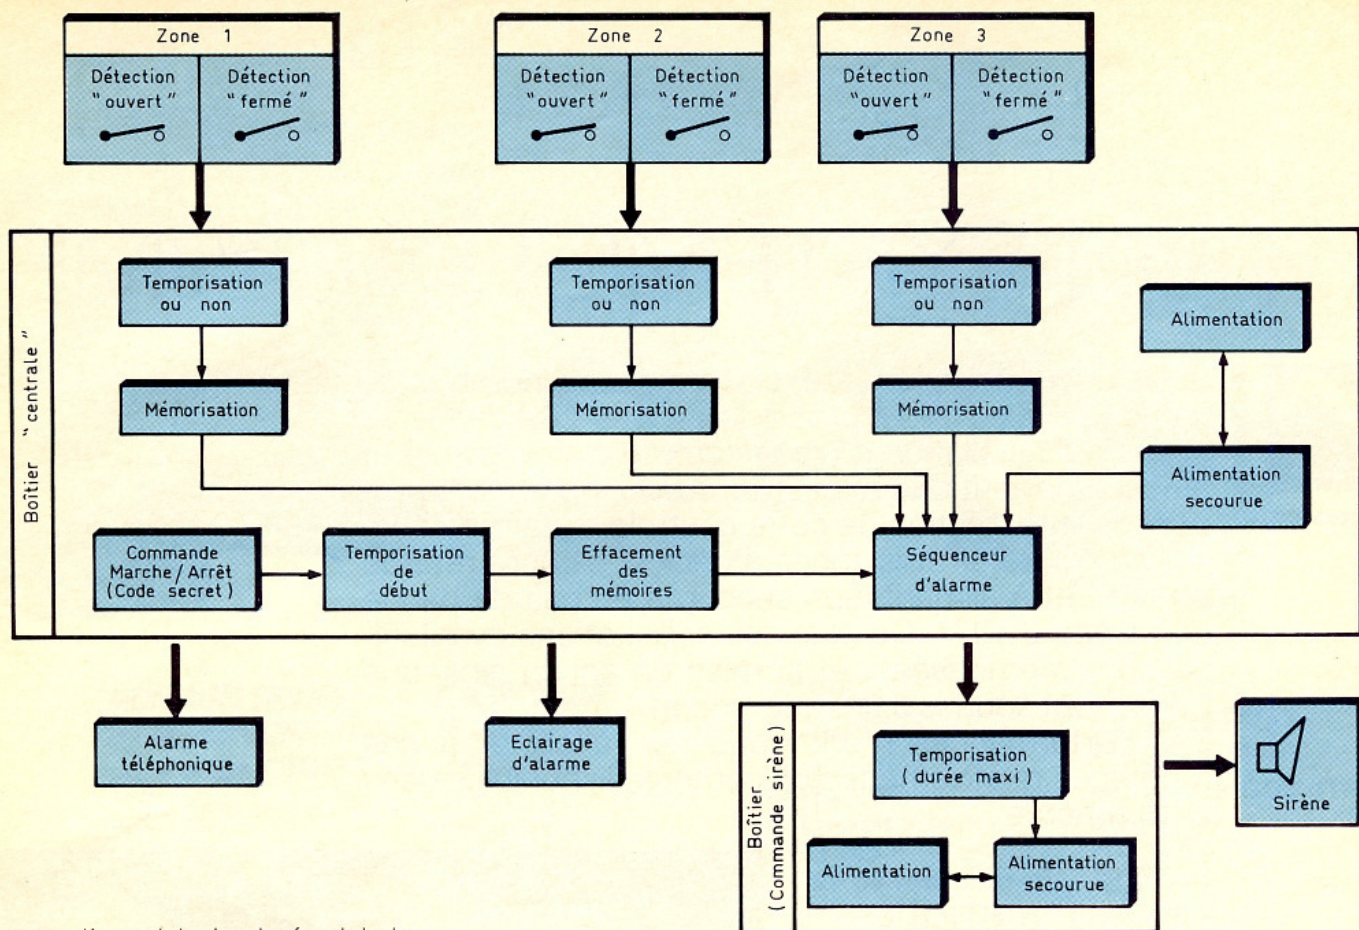 Zone 1
Détection
"ouvert"
Détection
"fermé"
Zone 2
Détection
"ouvert"
Détection
"fermé"
Zone 3
Détection
"ouvert"
Détection
"fermé"
Boîtier "centrale"
Temporisation
ou non
Temporisation
ou non
Temporisation
ou non
Alimentation
Mémorisation
Mémorisation
Mémorisation
Alimentation
secourue
Commande
Marche/Arrêt
(Code secret)
Temporisation
de
début
Effacement
des
mémoires
Séquenceur
d'alarme
Alarme
téléphonique
Eclairage
d'alarme
Boîtier
(Commande sirène)
Temporisation
(durée maxi)
Alimentation
Alimentation
secourue
Sirène